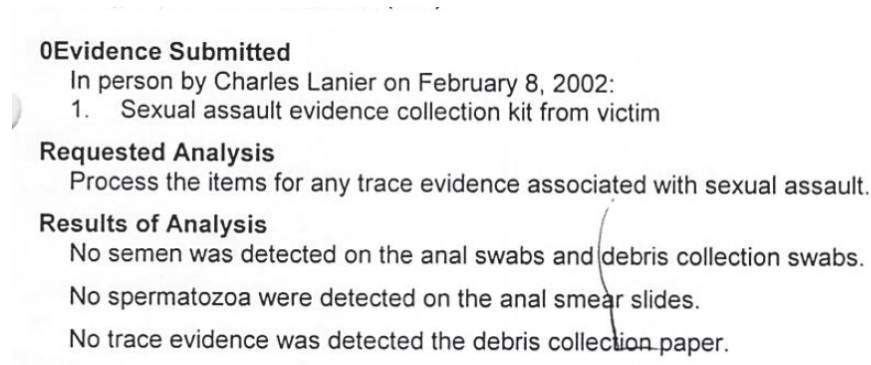 0Evidence Submitted
In person by Charles Lanier on February 8, 2002:
1. Sexual assault evidence collection kit from victim
Requested Analysis
Process the items for any trace evidence associated with sexual assault.
Results of Analysis
No semen was detected on the anal swabs and debris collection swabs.
No spermatozoa were detected on the anal smear slides.
No trace evidence was detected the debris collection paper.